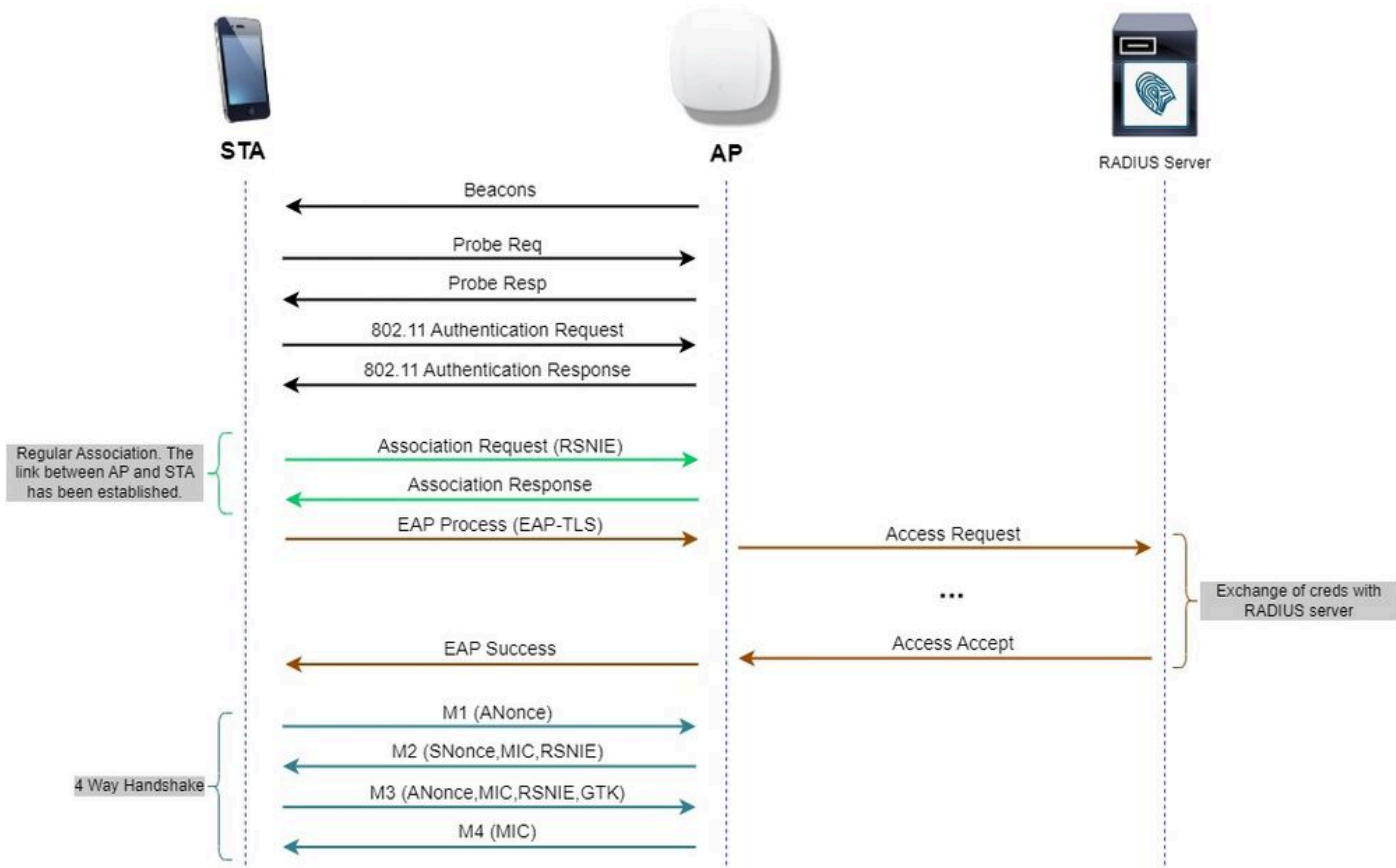 STA
AP
RADIUS Server
Beacons
Probe Req
Probe Resp
802.11 Authentication Request
802.11 Authentication Response
Regular Association. The
link between AP and STA
has been established.
Association Request (RSNIE)
Association Response
EAP Process (EAP-TLS)
Access Request
...
Exchange of creds with
RADIUS server
EAP Success
Access Accept
4 Way Handshake
M1 (ANonce)
M2 (SNonce,MIC,RSNIE)
M3 (ANonce,MIC,RSNIE,GTK)
M4 (MIC)